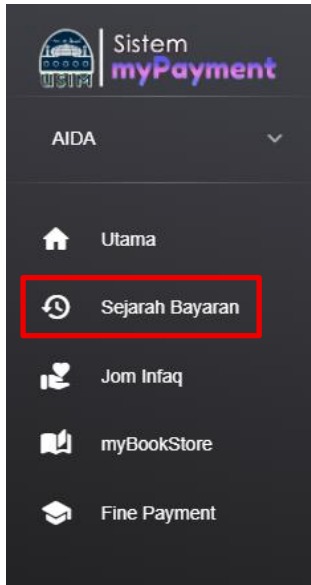 USIM
Sistem
myPayment
AIDA
Utama
Sejarah Bayaran
Jom Infaq
myBookStore
Fine Payment